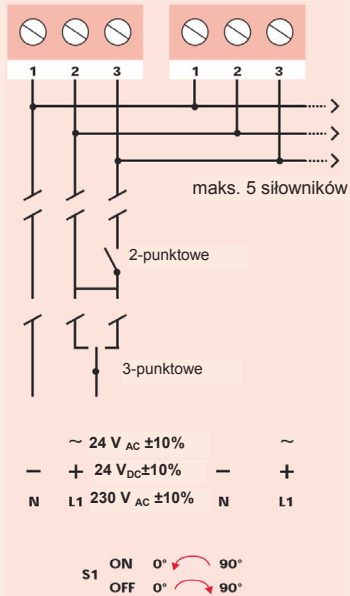 1 2 3 1 2 3
maks. 5 siłowników
2-punktowe
3-punktowe
~ 24 V AC ±10% ~
− + 24 VDC±10% − +
N L1 230 V AC ±10% N L1
S1 ON 0° 90°
OFF 0° 90°